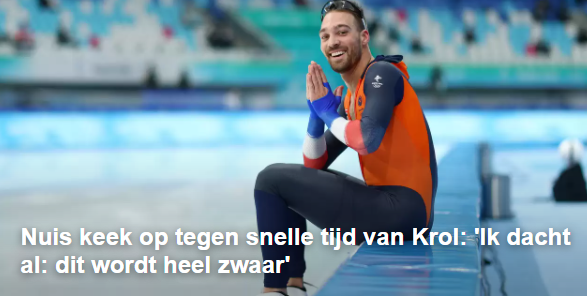 Nuis keek op tegen snelle tijd van Krol: 'Ik dacht
al: dit wordt heel zwaar'